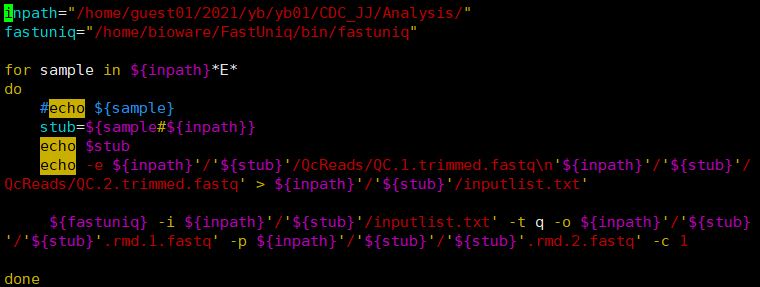 inpath="/home/guest01/2021/yb/yb01/CDC_JJ/Analysis/"
fastuniq="/home/bioware/FastUniq/bin/fastuniq"
for sample in ${inpath}*E*
do
#echo ${sample}
stub=${sample#${inpath}}
echo $stub
echo -e ${inpath}'/'${stub}'/QcReads/QC.1.trimmed.fastq\n'${inpath}'/'${stub}'/
QcReads/QC.2.trimmed.fastq' > ${inpath}'/'${stub}'/inputlist.txt'
${fastuniq} -i ${inpath}'/'${stub}'/inputlist.txt' -t q -o ${inpath}'/'${stub}
'/'${stub}'.rmd.1.fastq' -p ${inpath}'/'${stub}'/'${stub}'.rmd.2.fastq' -c 1
done